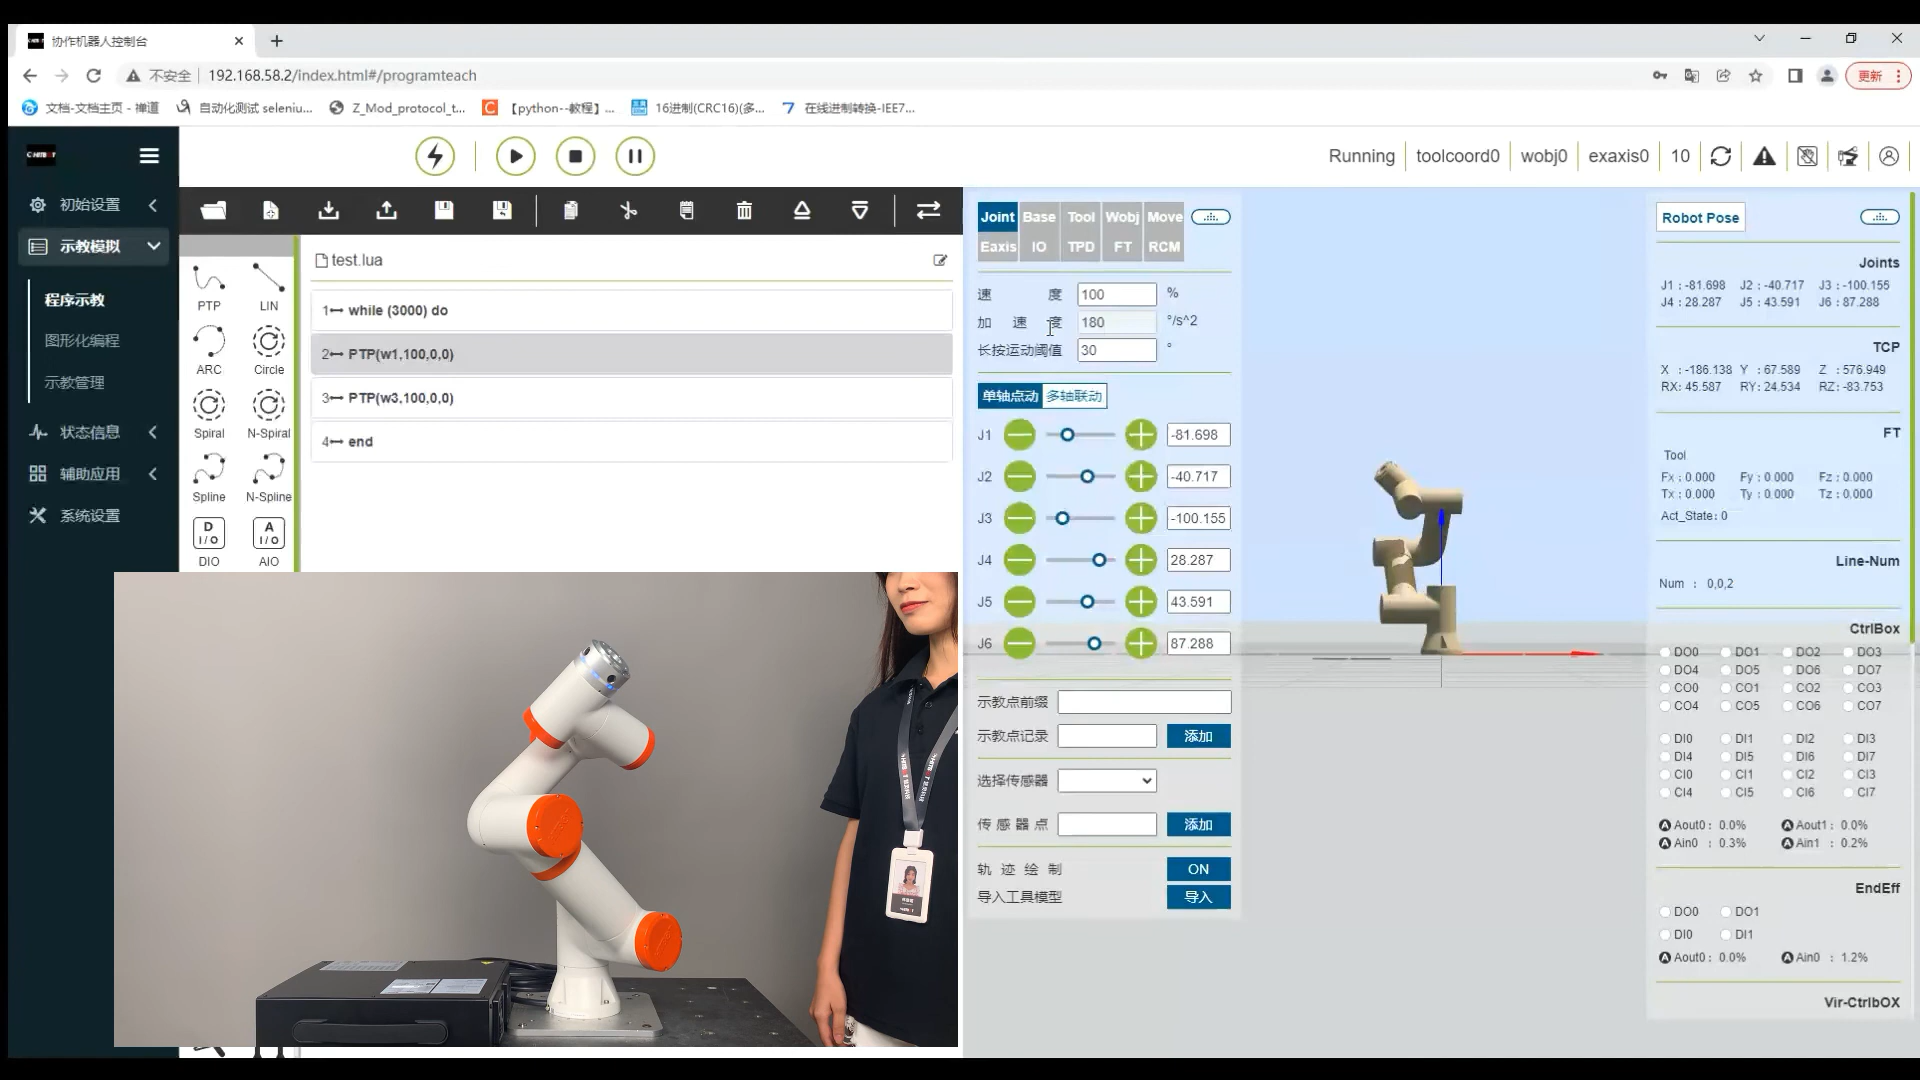 协作机器人控制台
不安全 192.168.58.2/index.html#/programteach
更新
文档-文档主页 - 禅道
自动化测试 seleniu...
Z_Mod_protocol_t...
【python--教程】...
16进制(CRC16)(多...
在线进制转换-IEE7...
Running
toolcoord0
wobj0
exaxis0
10
初始设置
示教模拟
程序示教
图形化编程
示教管理
状态信息
辅助应用
系统设置
PTP LIN
ARC Circle
Spiral N-Spiral
Spline N-Spline
D I/O A I/O
DIO AIO
test.lua
1 while (3000) do
2 PTP(w1,100,0,0)
3 PTP(w3,100,0,0)
4 end
Joint Base Tool Wobj Move
Eaxis IO TPD FT RCM
速度 100 %
加速度 180 °/s^2
长按运动阈值 30 °
单轴点动 多轴联动
J1 -81.698
J2 -40.717
J3 -100.155
J4 28.287
J5 43.591
J6 87.288
示教点前缀
示教点记录 添加
选择传感器
传感器点 添加
轨迹绘制 ON
导入工具模型 导入
Robot Pose
Joints
J1 : -81.698 J2 : -40.717 J3 : -100.155
J4 : 28.287 J5 : 43.591 J6 : 87.288
TCP
X : -186.138 Y : 67.589 Z : 576.949
RX: 45.587 RY: 24.534 RZ: -83.753
FT
Tool
Fx : 0.000 Fy : 0.000 Fz : 0.000
Tx : 0.000 Ty : 0.000 Tz : 0.000
Act_State : 0
Line-Num
Num : 0,0,2
CtrlBox
DO0 DO1 DO2 DO3
DO4 DO5 DO6 DO7
CO0 CO1 CO2 CO3
CO4 CO5 CO6 CO7
DI0 DI1 DI2 DI3
DI4 DI5 DI6 DI7
CI0 CI1 CI2 CI3
CI4 CI5 CI6 CI7
Aout0 : 0.0% Aout1 : 0.0%
Ain0 : 0.3% Ain1 : 0.2%
EndEff
DO0 DO1
DI0 DI1
Aout0 : 0.0% Ain0 : 1.2%
Vir-CtrlbOX